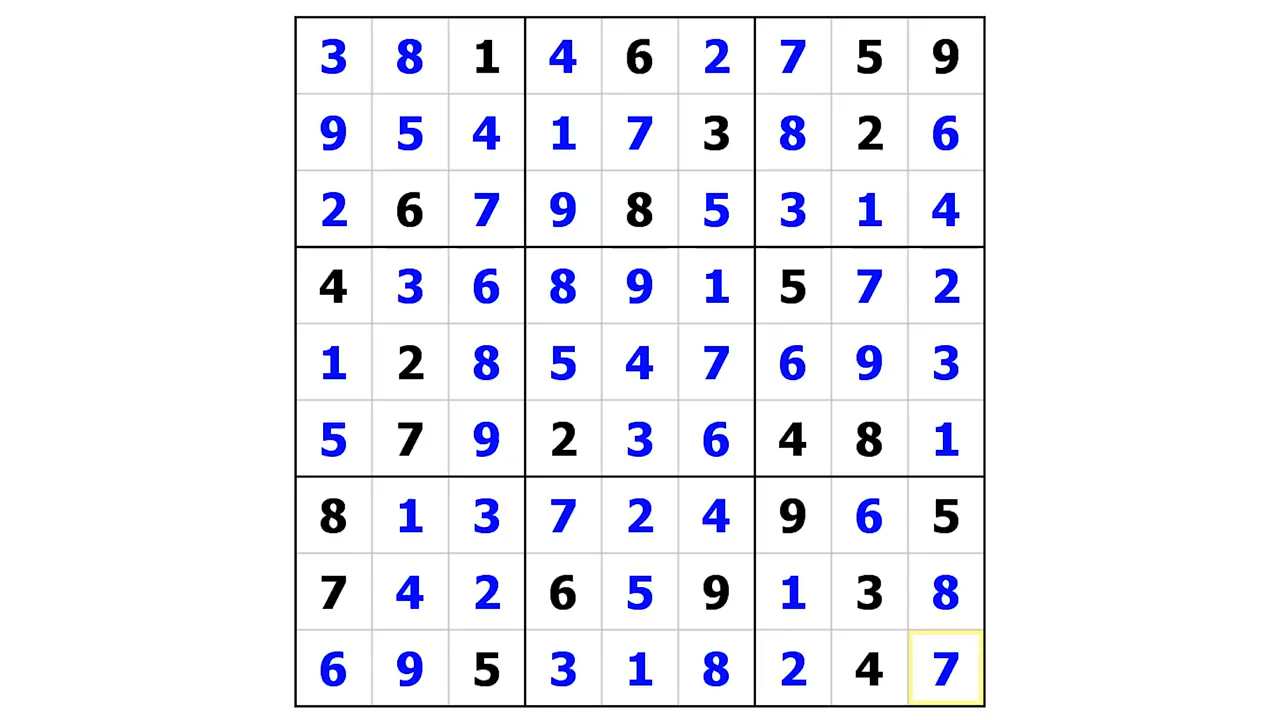 3 8 1 4 6 2 7 5 9
9 5 4 1 7 3 8 2 6
2 6 7 9 8 5 3 1 4
4 3 6 8 9 1 5 7 2
1 2 8 5 4 7 6 9 3
5 7 9 2 3 6 4 8 1
8 1 3 7 2 4 9 6 5
7 4 2 6 5 9 1 3 8
6 9 5 3 1 8 2 4 7